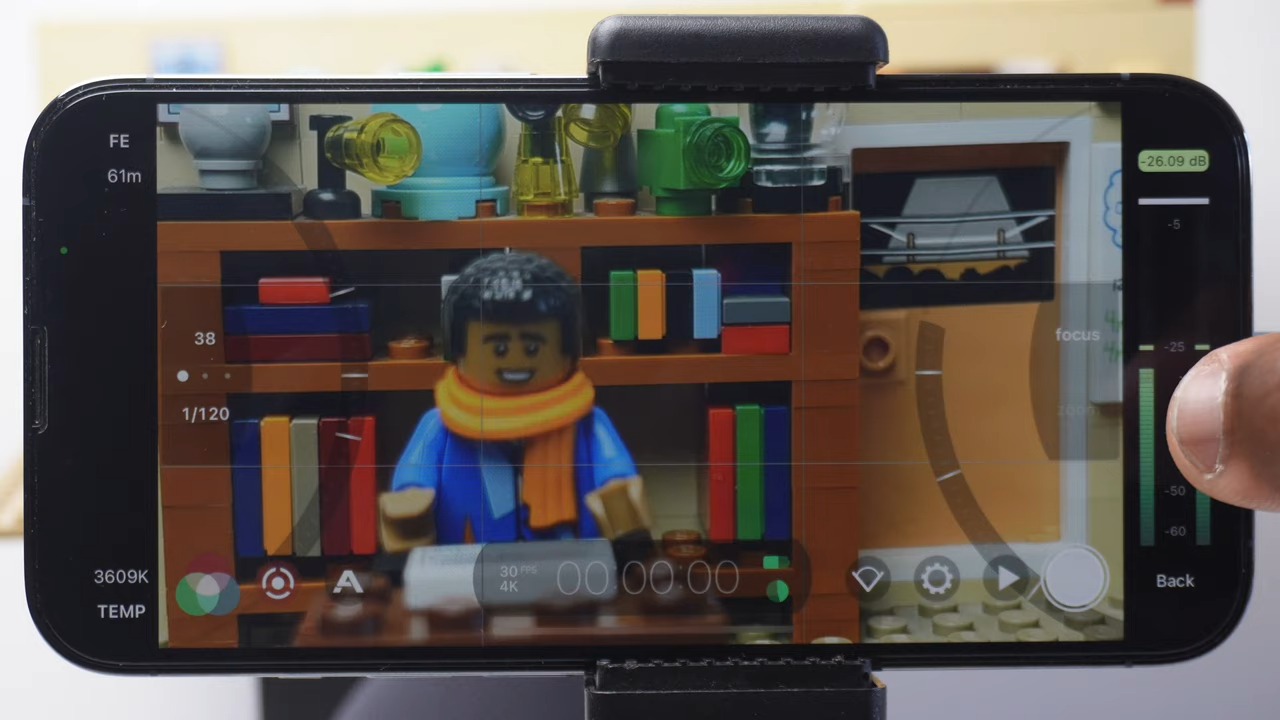 FE
61m
38
1/120
3609K
TEMP
30 FPS
4K
00:00:00
focus
zoom
-26.09 dB
-5
-25
-50
-60
Back